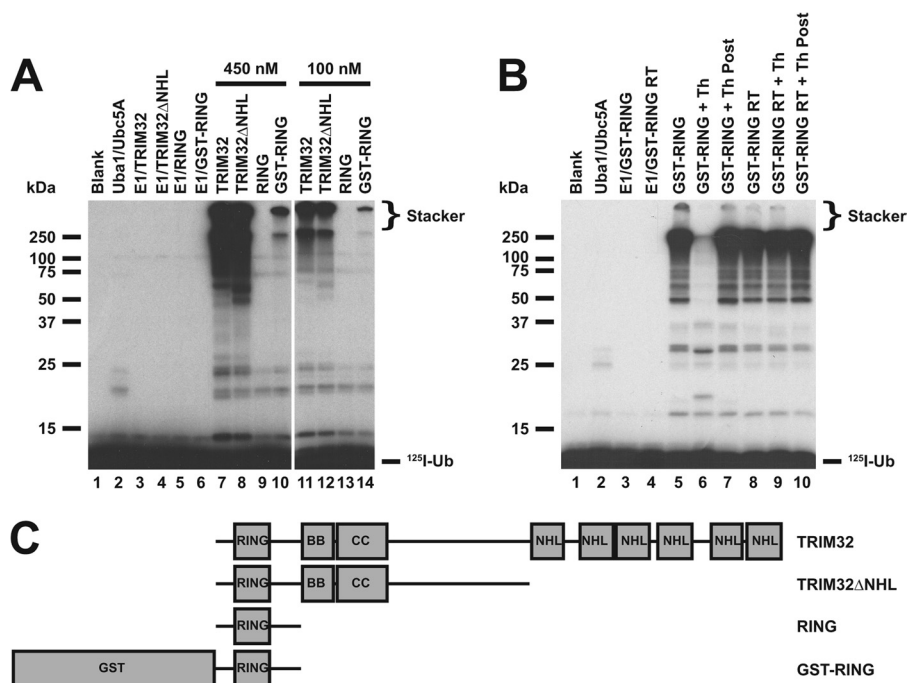 A
450 nM
100 nM
Blank
Uba1/Ubc5A
E1/TRIM32
E1/TRIM32ΔNHL
E1/RING
E1/GST-RING
TRIM32
TRIM32ΔNHL
RING
GST-RING
TRIM32
TRIM32ΔNHL
RING
GST-RING
kDa
250
100
75
50
37
25
15
Stacker
125I-Ub
1 2 3 4 5 6 7 8 9 10 11 12 13 14
B
Blank
Uba1/Ubc5A
E1/GST-RING
E1/GST-RING RT
GST-RING
GST-RING + Th
GST-RING + Th Post
GST-RING RT
GST-RING RT + Th
GST-RING RT + Th Post
kDa
250
100
75
50
37
25
15
Stacker
125I-Ub
1 2 3 4 5 6 7 8 9 10
C
RING BB CC NHL NHL NHL NHL NHL NHL TRIM32
RING BB CC TRIM32ΔNHL
RING RING
GST RING GST-RING